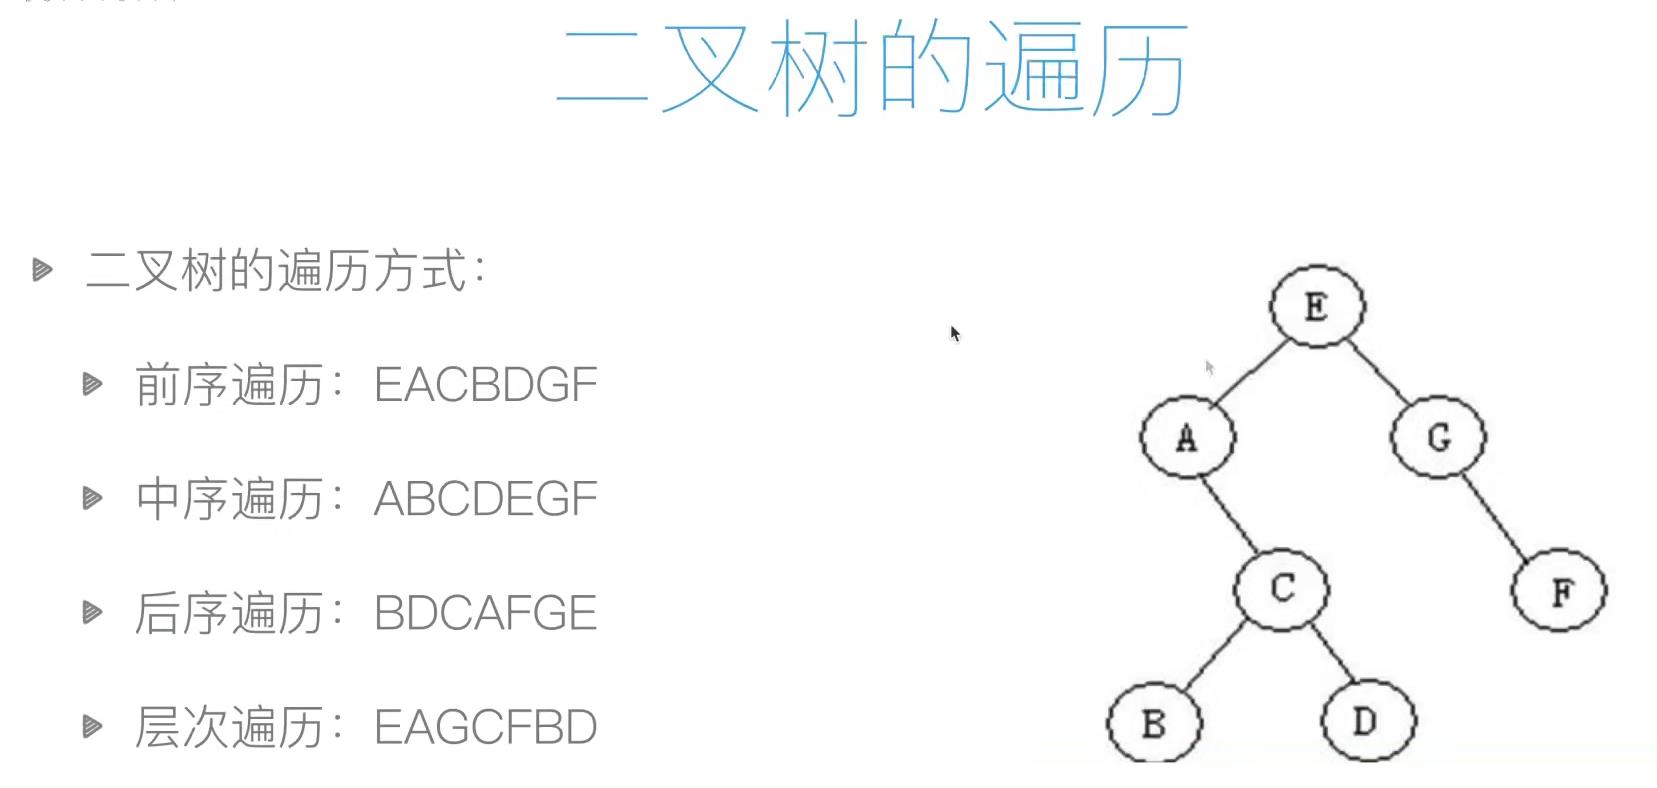 二叉树的遍历
二叉树的遍历方式：
前序遍历：EACBDGF
中序遍历：ABCDEGF
后序遍历：BDCAFGE
层次遍历：EAGCFBD
E
A
G
C
F
B
D